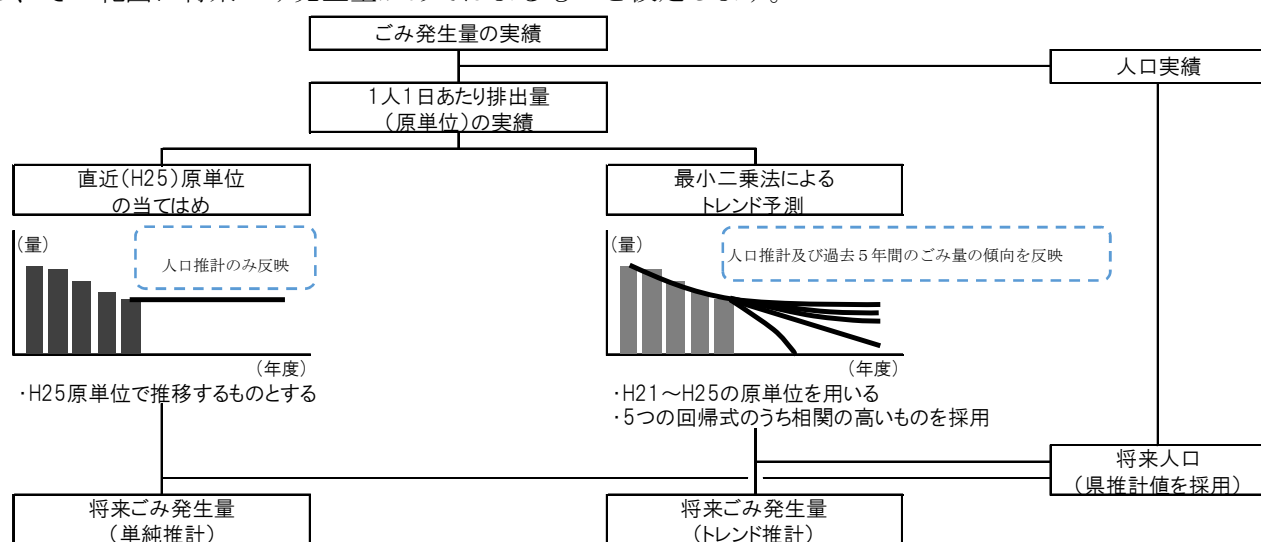 ごみ発生量の実績
人口実績
1人1日あたり排出量
（原単位）の実績
直近（H25）原単位
の当てはめ
最小二乗法による
トレンド予測
（量）
人口推計のみ反映
（年度）
・H25原単位で推移するものとする
（量）
人口推計及び過去５年間のごみ量の傾向を反映
（年度）
・H21～H25の原単位を用いる
・5つの回帰式のうち相関の高いものを採用
将来人口
（県推計値を採用）
将来ごみ発生量
（単純推計）
将来ごみ発生量
（トレンド推計）